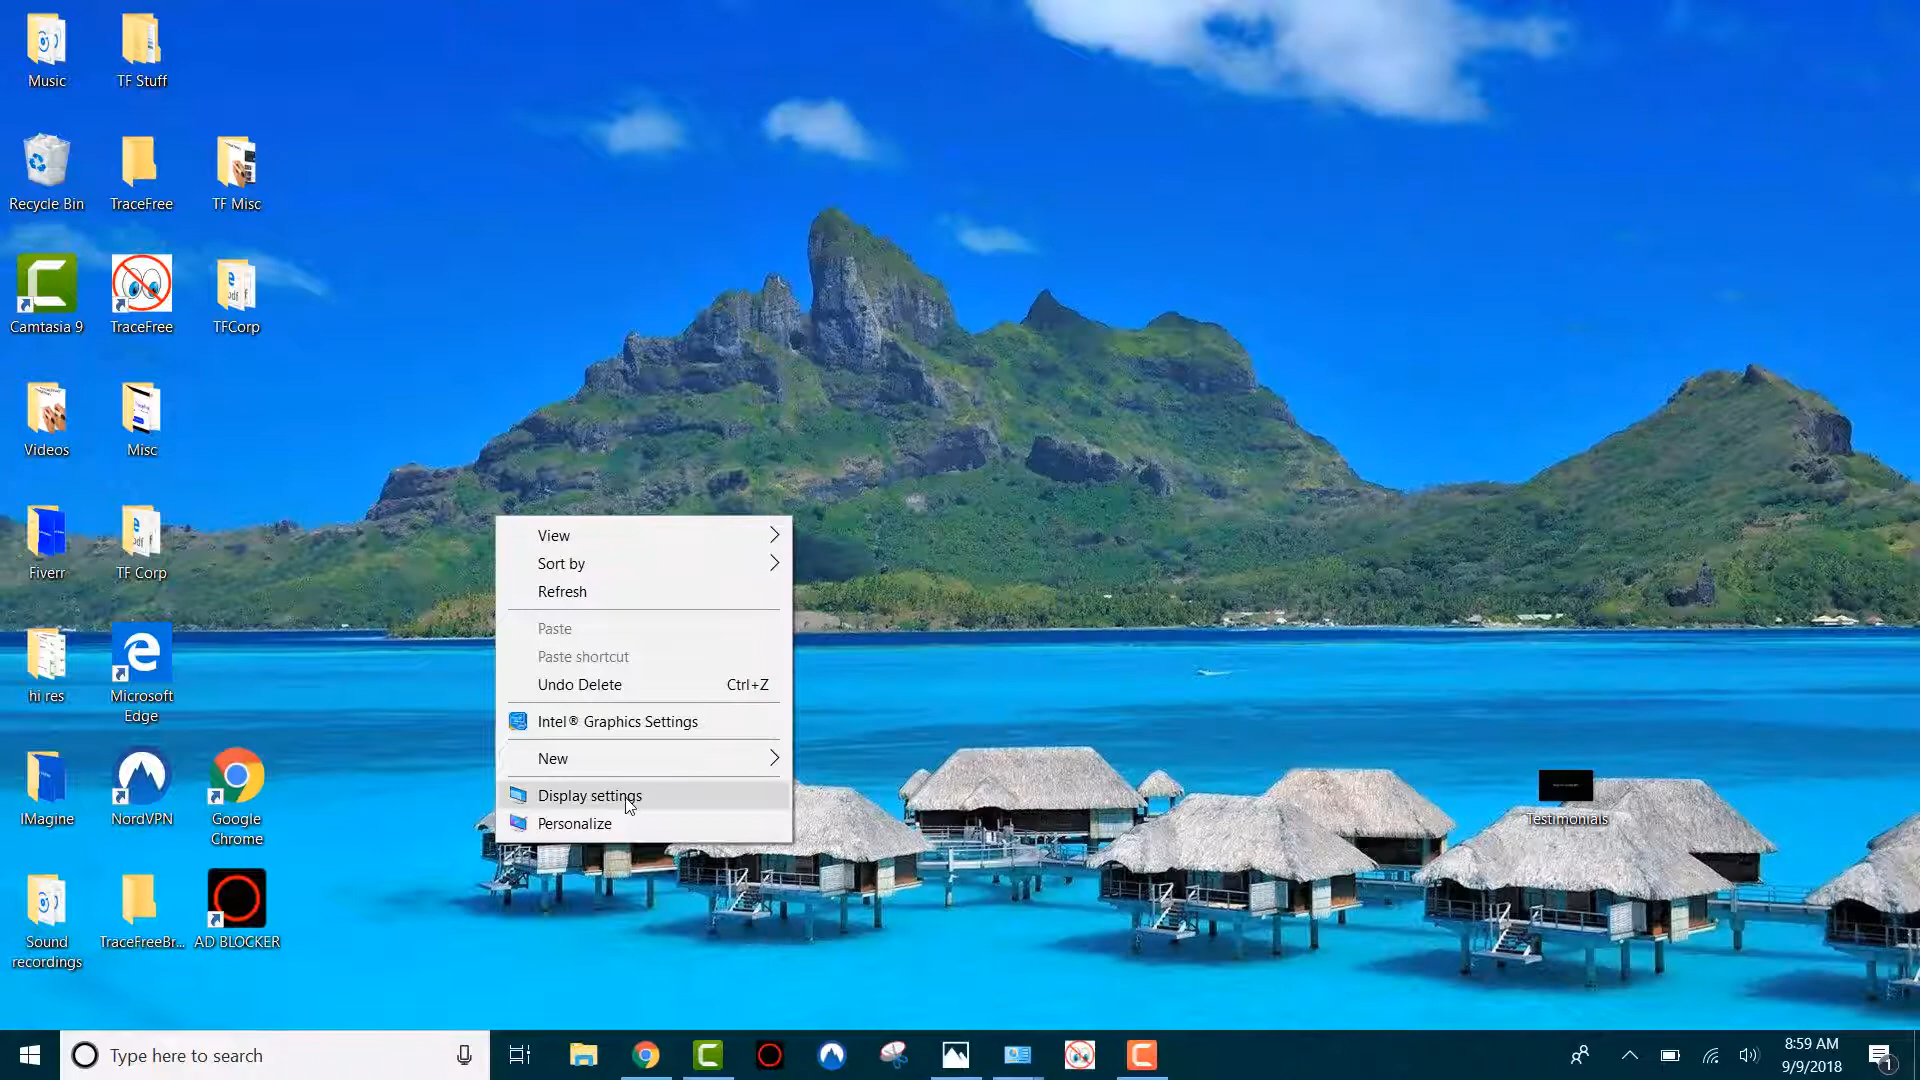 Music
TF Stuff
Recycle Bin
TraceFree
TF Misc
Camtasia 9
TraceFree
TFCorp
Videos
Misc
Fiverr
TF Corp
hi res
Microsoft
Edge
IMagine
NordVPN
Google
Chrome
Sound
recordings
TraceFreeBr...
AD BLOCKER
View
Sort by
Refresh
Paste
Paste shortcut
Undo Delete Ctrl+Z
Intel® Graphics Settings
New
Display settings
Personalize
Testimonials
Type here to search
8:59 AM
9/9/2018
1